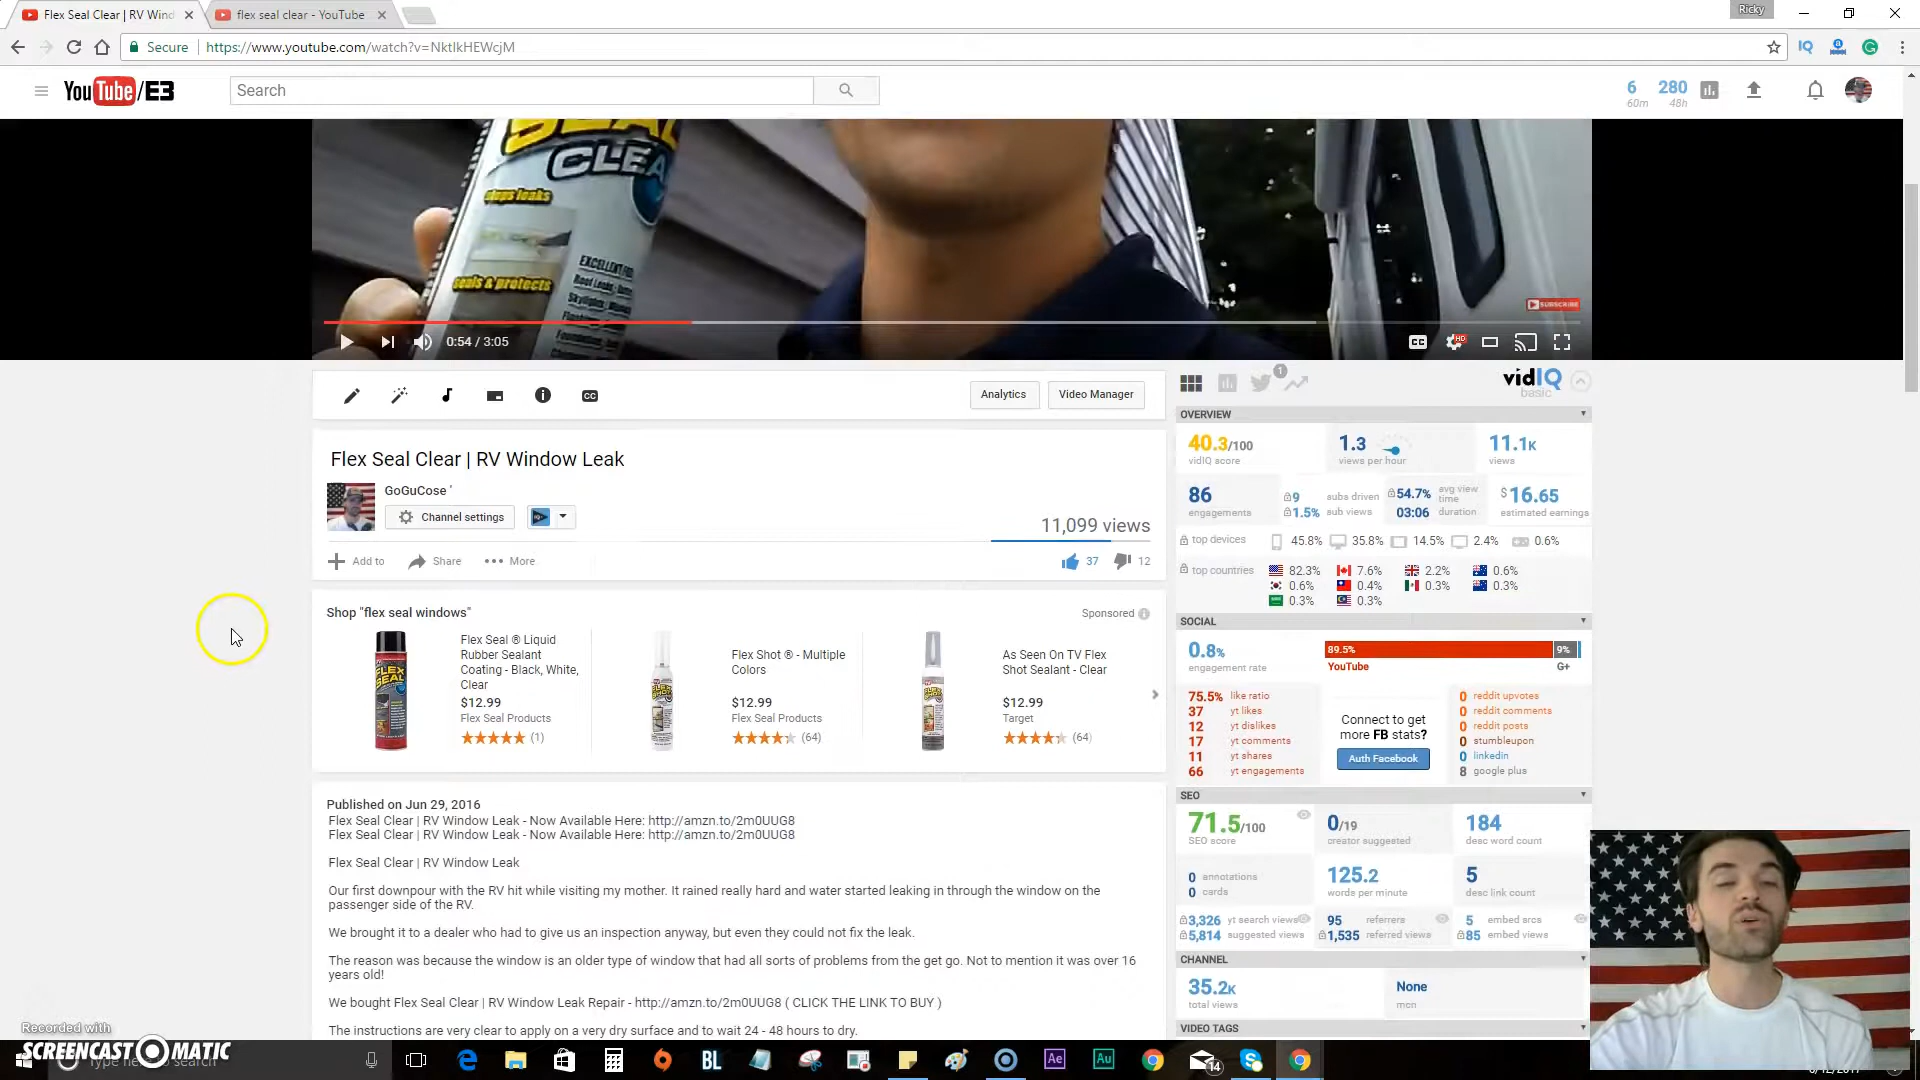 Flex Seal Clear | RV Wind
flex seal clear - YouTube
Ricky
Secure
https://www.youtube.com/watch?v=NktIkHEWcjM
YouTube/E3
Search
6
60m
280
48h
CLEA
stops leaks
seals & protects
EXCELLENT FOR
SUBSCRIBE
0:54 / 3:05
CC
HD
Analytics
Video Manager
Flex Seal Clear | RV Window Leak
GoGuCose
Channel settings
11,099 views
Add to
Share
More
37
12
Shop "flex seal windows"
Sponsored
Flex Seal ® Liquid
Rubber Sealant
Coating - Black, White,
Clear
$12.99
Flex Seal Products
(1)
Flex Shot ® - Multiple
Colors
$12.99
Flex Seal Products
(64)
As Seen On TV Flex
Shot Sealant - Clear
$12.99
Target
(64)
Published on Jun 29, 2016
Flex Seal Clear | RV Window Leak - Now Available Here: http://amzn.to/2m0UUG8
Flex Seal Clear | RV Window Leak - Now Available Here: http://amzn.to/2m0UUG8
Flex Seal Clear | RV Window Leak
Our first downpour with the RV hit while visiting my mother. It rained really hard and water started leaking in through the window on the
passenger side of the RV.
We brought it to a dealer who had to give us an inspection anyway, but even they could not fix the leak.
The reason was because the window is an older type of window that had all sorts of problems from the get go. Not to mention it was over 16
years old!
We bought Flex Seal Clear | RV Window Leak Repair - http://amzn.to/2m0UUG8 ( CLICK THE LINK TO BUY )
The instructions are very clear to apply on a very dry surface and to wait 24 - 48 hours to dry.
1
vidIQ
basic
OVERVIEW
40.3/100
vidIQ score
1.3
views per hour
11.1K
views
86
engagements
9 subs driven
1.5% sub views
54.7% avg view time
03:06 duration
$16.65
estimated earnings
top devices 45.8% 35.8% 14.5% 2.4% 0.6%
top countries 82.3% 7.6% 2.2% 0.6%
0.6% 0.4% 0.3% 0.3%
0.3% 0.3%
SOCIAL
0.8%
engagement rate
89.5% 9%
YouTube G+
75.5% like ratio
37 yt likes
12 yt dislikes
17 yt comments
11 yt shares
66 yt engagements
Connect to get
more FB stats?
Auth Facebook
0 reddit upvotes
0 reddit comments
0 reddit posts
0 stumbleupon
0 linkedin
8 google plus
SEO
71.5/100
SEO score
0/19
creator suggested
184
desc word count
0 annotations
0 cards
125.2
words per minute
5
desc link count
3,326 yt search views
5,814 suggested views
95 referrers
1,535 referred views
5 embed srcs
85 embed views
CHANNEL
35.2K
total views
None
mcn
VIDEO TAGS
Recorded with
SCREENCAST-O-MATIC
BL
Ae
Au
14